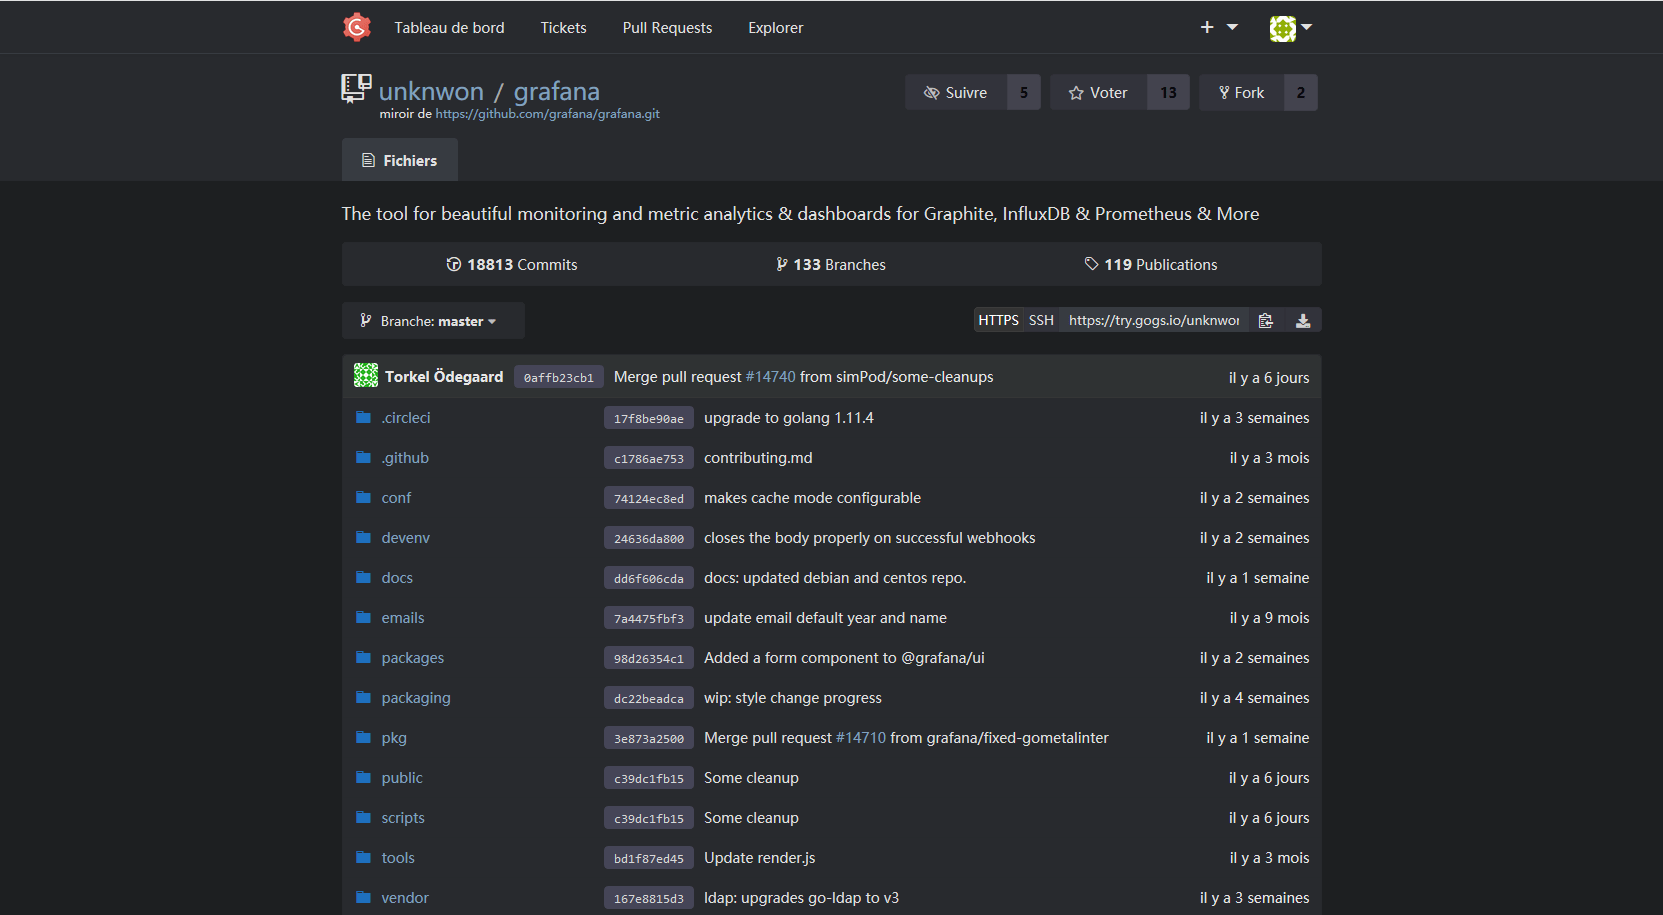 Tableau de bord Tickets Pull Requests Explorer
unknwon / grafana
Suivre 5 Voter 13 Fork 2
miroir de https://github.com/grafana/grafana.git
Fichiers
The tool for beautiful monitoring and metric analytics & dashboards for Graphite, InfluxDB & Prometheus & More
18813 Commits 133 Branches 119 Publications
Branche: master HTTPS SSH https://try.gogs.io/unknwor
Torkel Ödegaard 0affb23cb1 Merge pull request #14740 from simPod/some-cleanups il y a 6 jours
.circleci 17f8be90ae upgrade to golang 1.11.4 il y a 3 semaines
.github c1786ae753 contributing.md il y a 3 mois
conf 74124ec8ed makes cache mode configurable il y a 2 semaines
devenv 24636da800 closes the body properly on successful webhooks il y a 2 semaines
docs dd6f606cda docs: updated debian and centos repo. il y a 1 semaine
emails 7a4475fbf3 update email default year and name il y a 9 mois
packages 98d26354c1 Added a form component to @grafana/ui il y a 2 semaines
packaging dc22beadca wip: style change progress il y a 4 semaines
pkg 3e873a2500 Merge pull request #14710 from grafana/fixed-gometalinter il y a 1 semaine
public c39dc1fb15 Some cleanup il y a 6 jours
scripts c39dc1fb15 Some cleanup il y a 6 jours
tools bd1f87ed45 Update render.js il y a 3 mois
vendor 167e8815d3 ldap: upgrades go-ldap to v3 il y a 3 semaines